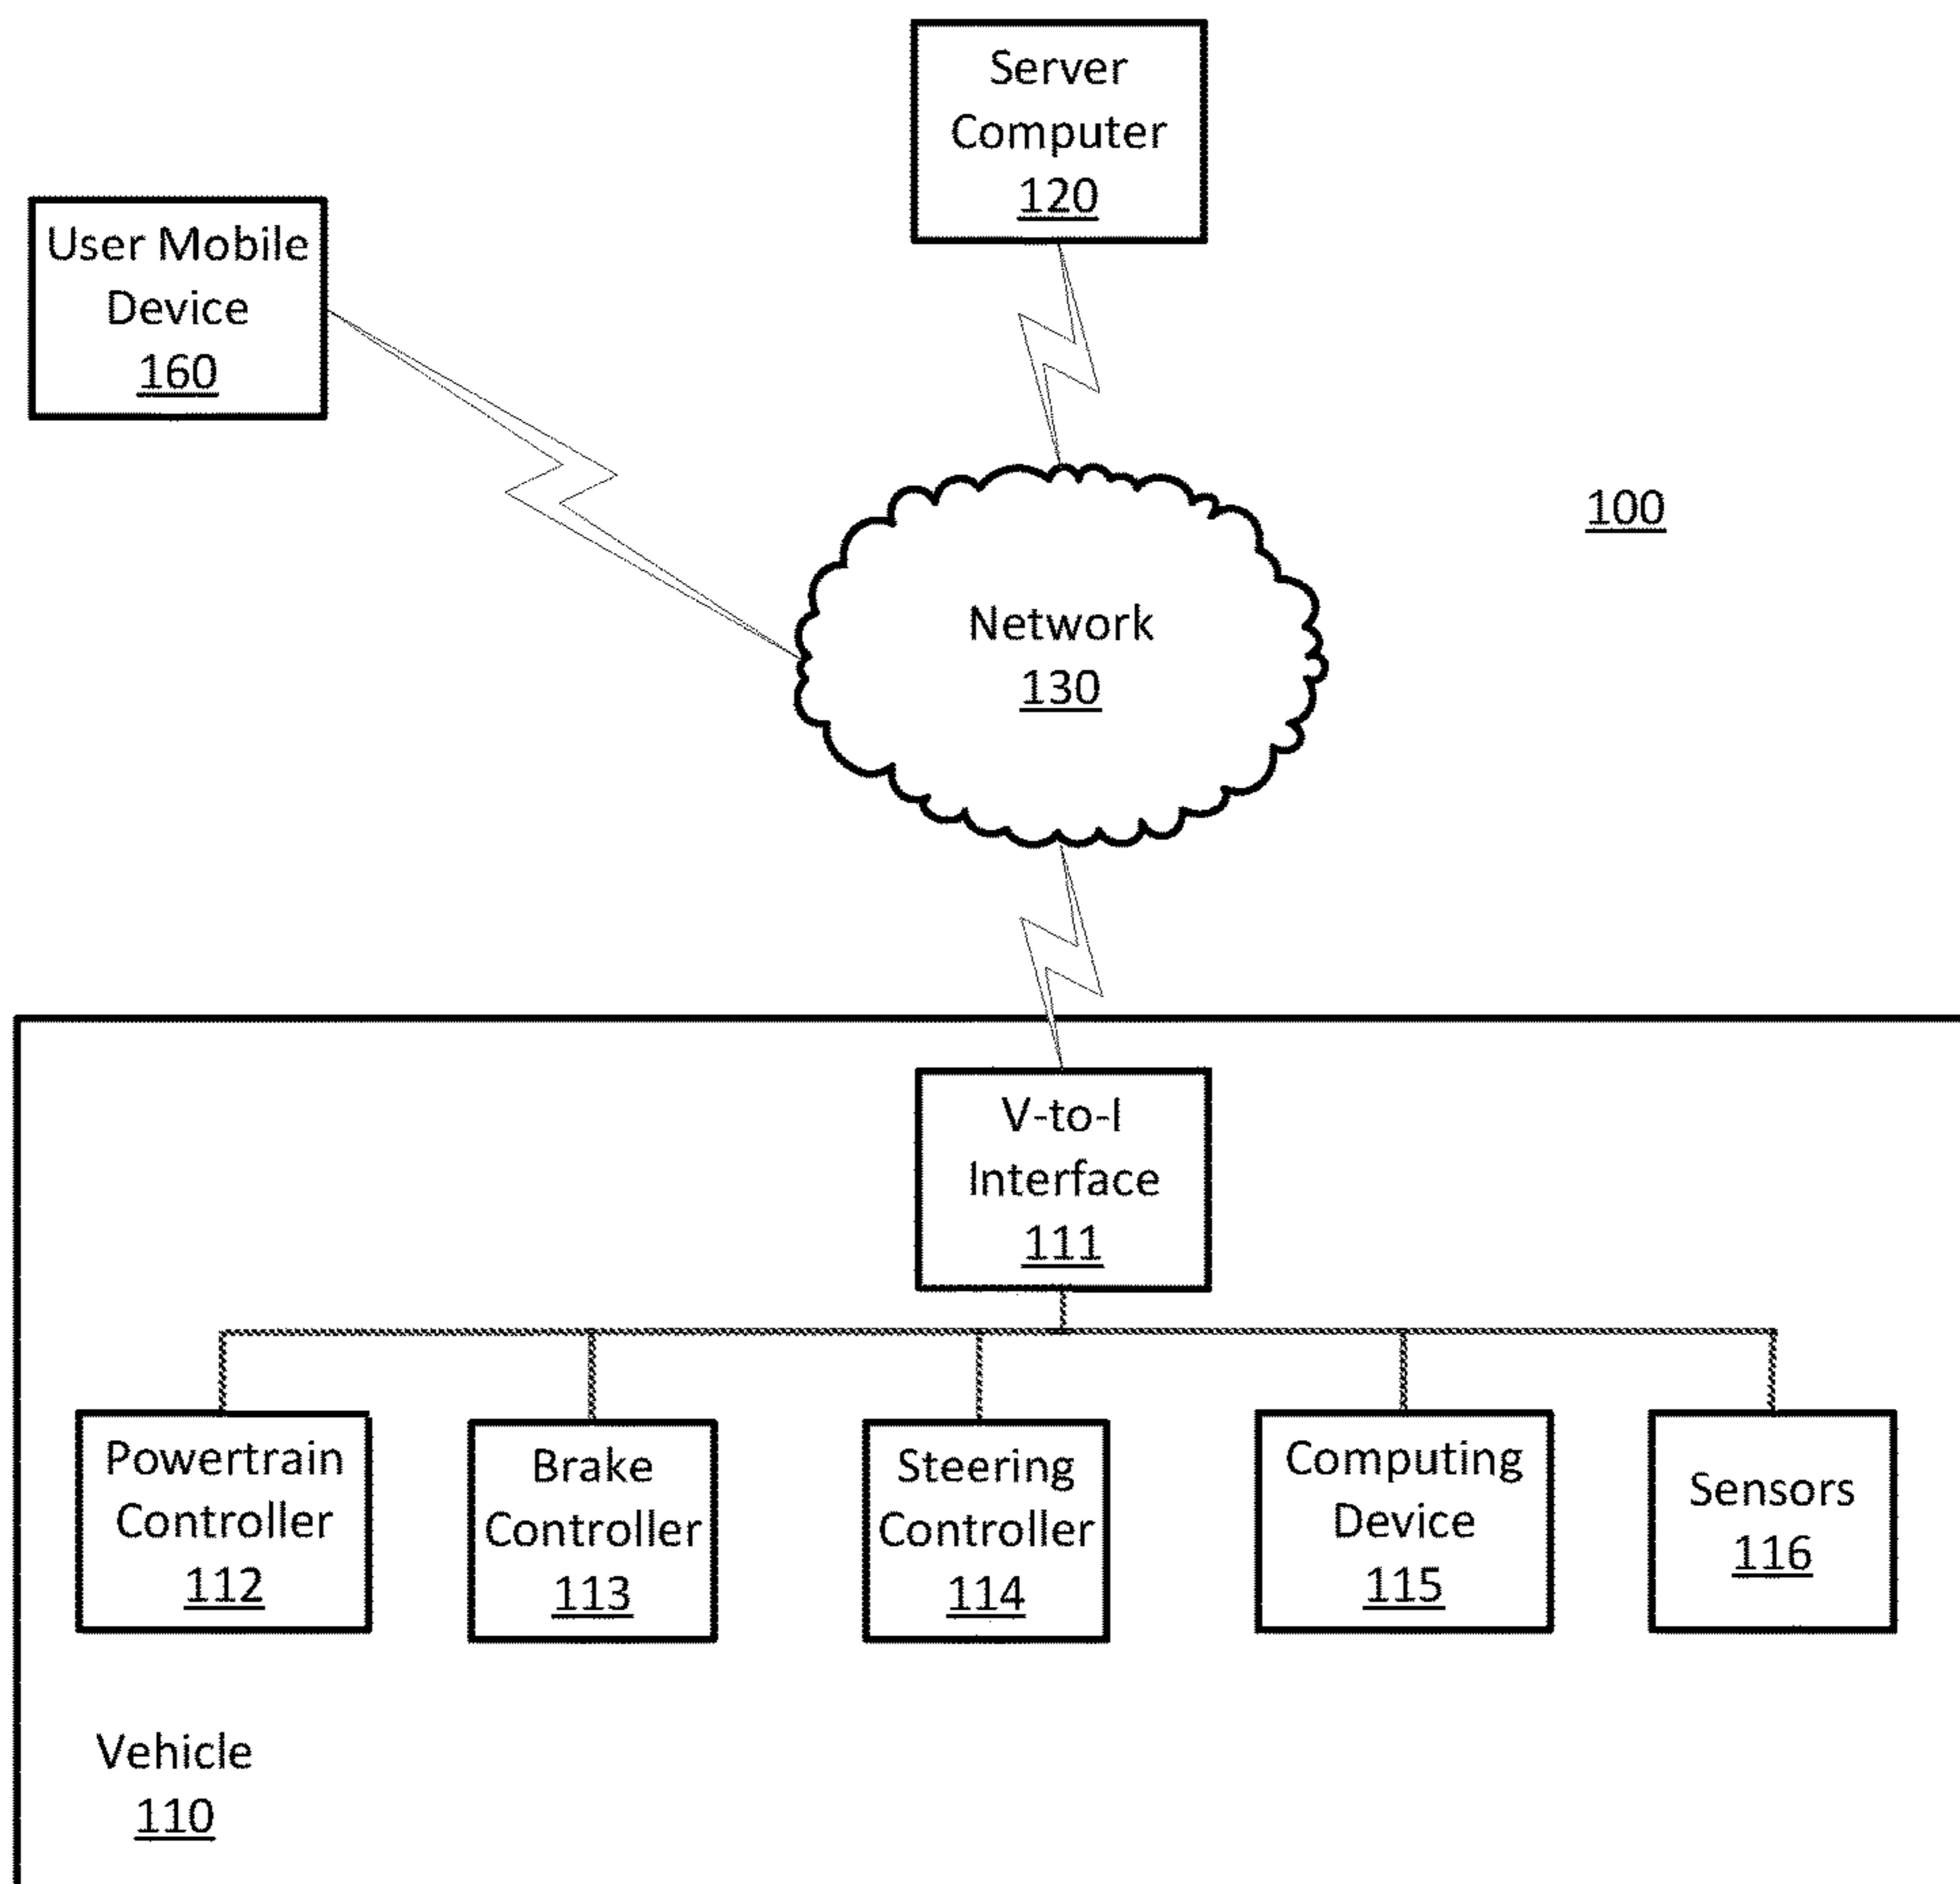 Server
Computer
120
User Mobile
Device
160
100
Network
130
V-to-I
Interface
111
Powertrain
Controller
112
Brake
Controller
113
Steering
Controller
114
Computing
Device
115
Sensors
116
Vehicle
110